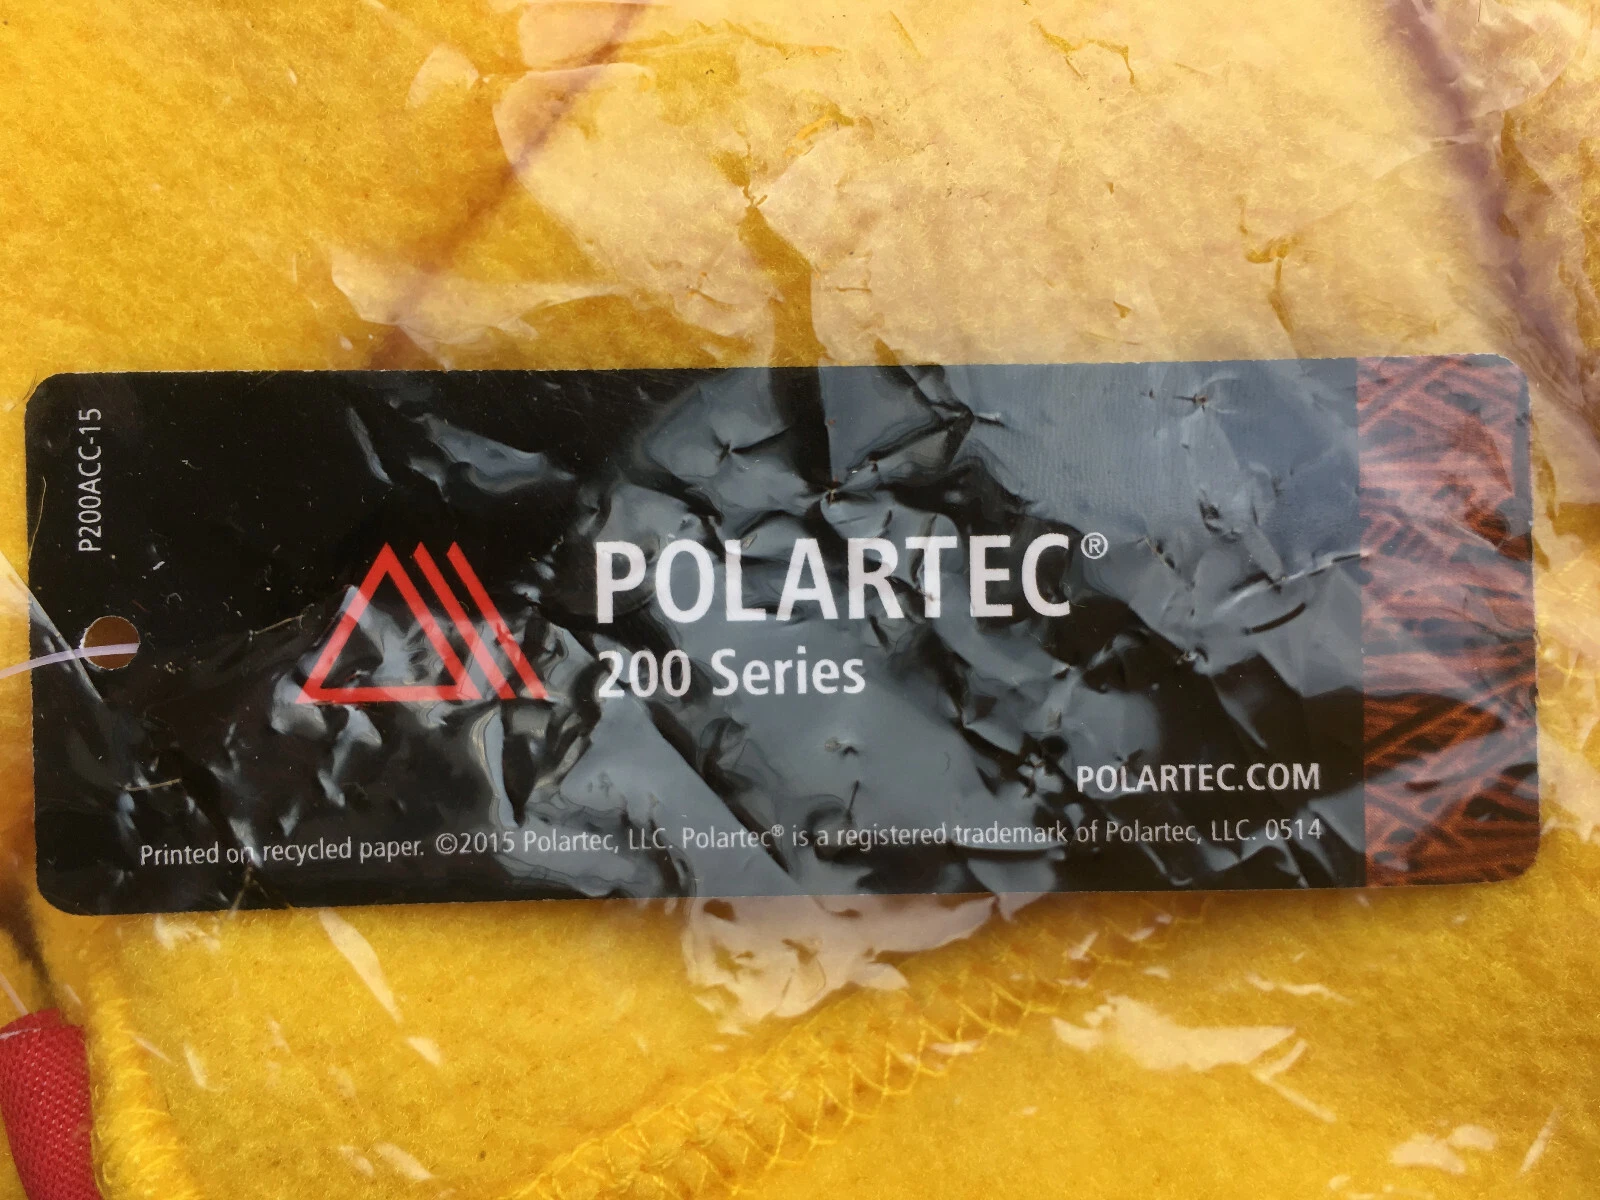 P200ACC-15
POLARTEC®
200 Series
POLARTEC.COM
Printed on recycled paper. ©2015 Polartec, LLC. Polartec® is a registered trademark of Polartec, LLC. 0514